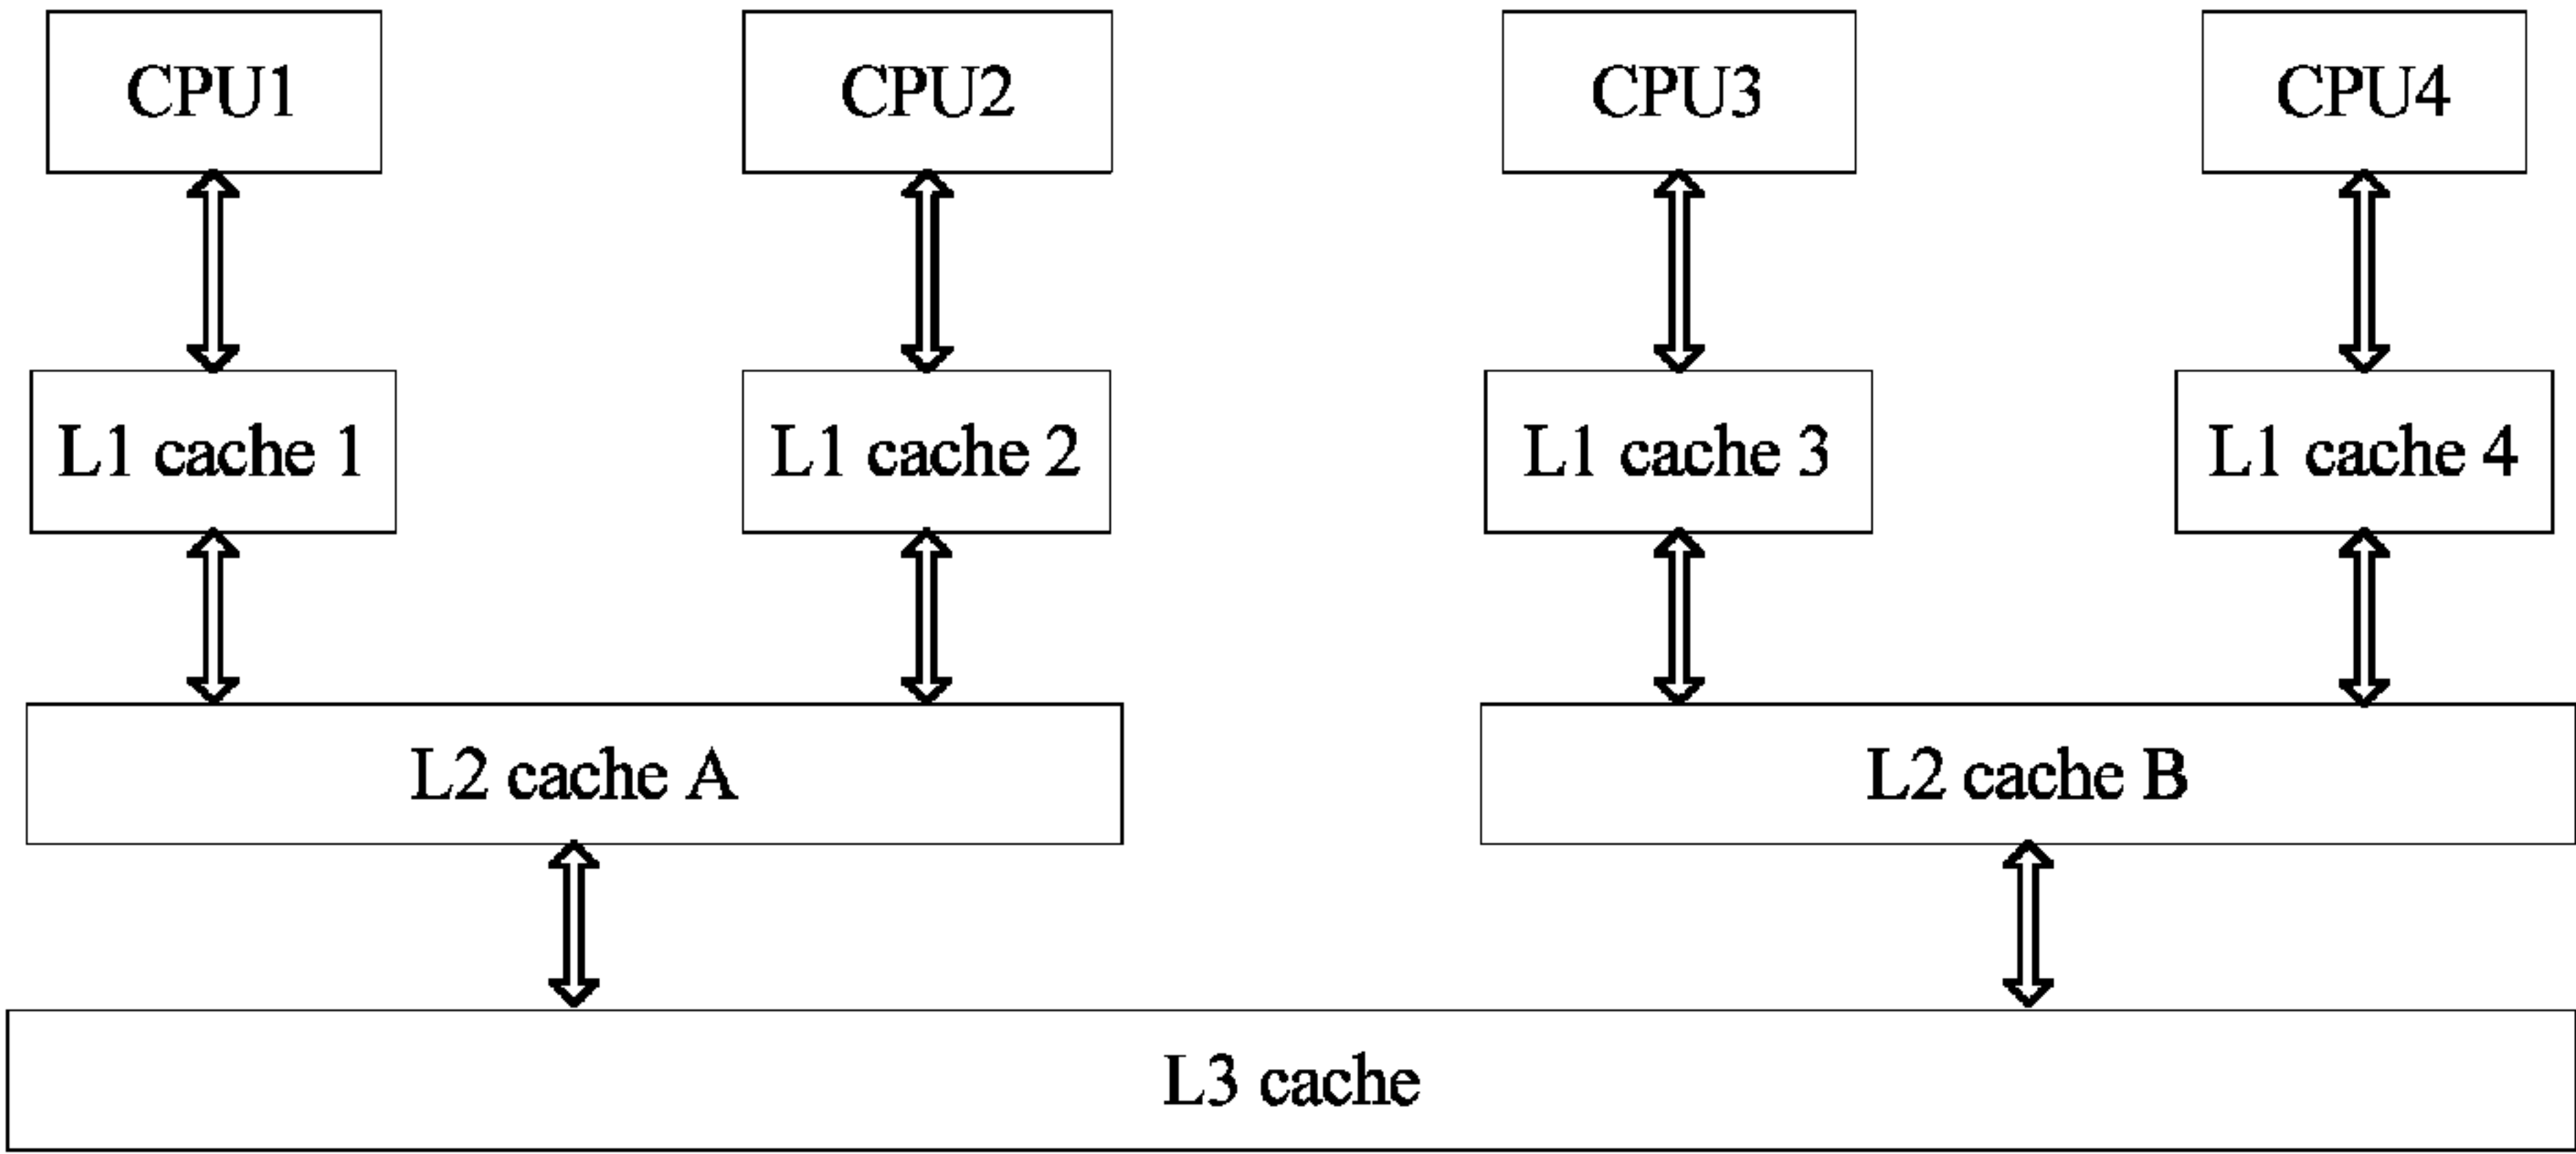 CPU1
CPU2
CPU3
CPU4
L1 cache 1
L1 cache 2
L1 cache 3
L1 cache 4
L2 cache A
L2 cache B
L3 cache